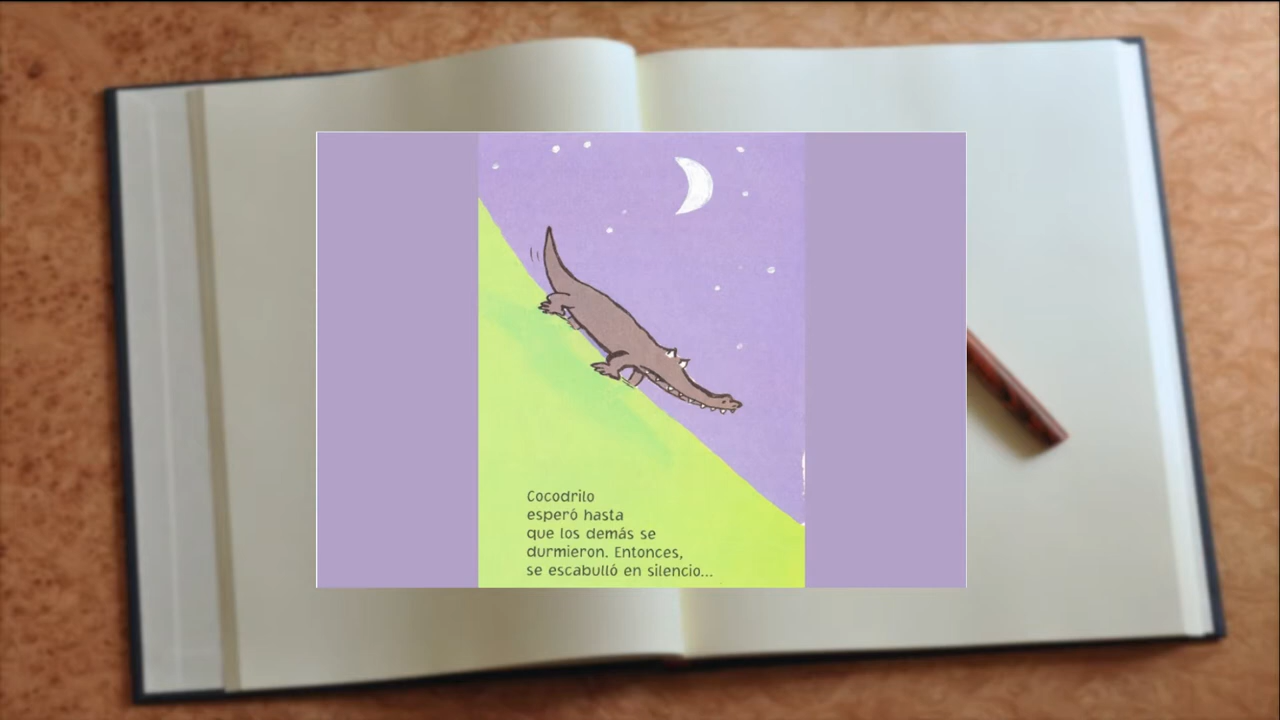 Cocodrilo
esperó hasta
que los demás se
durmieron. Entonces,
se escabulló en silencio...